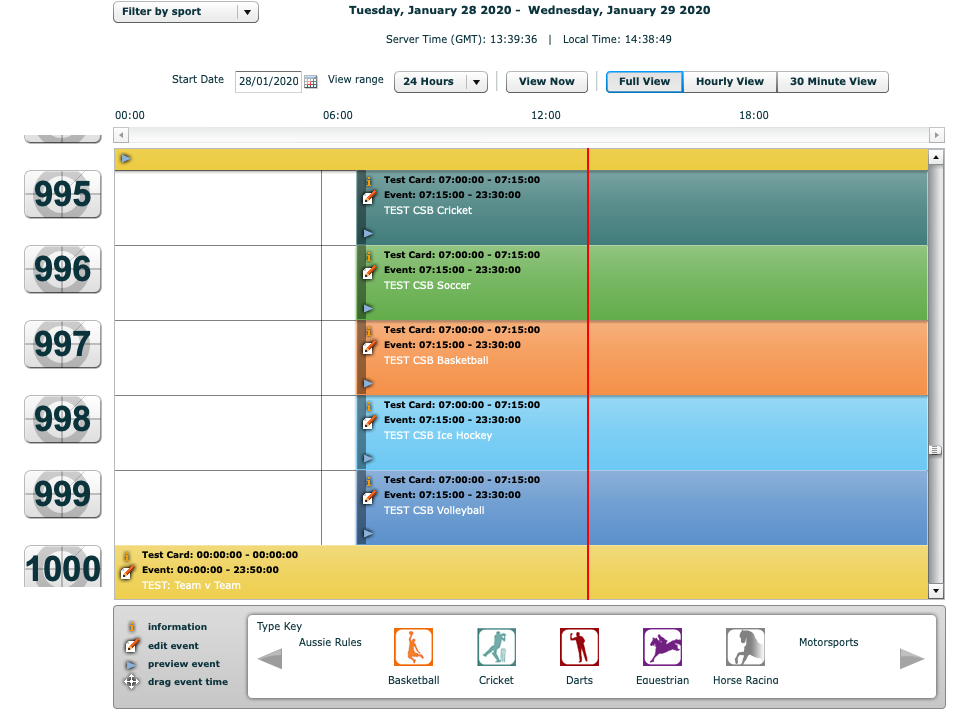 Filter by sport
Tuesday, January 28 2020 - Wednesday, January 29 2020
Server Time (GMT): 13:39:36 | Local Time: 14:38:49
Start Date 28/01/2020 View range 24 Hours View Now Full View Hourly View 30 Minute View
00:00 06:00 12:00 18:00
995
Test Card: 07:00:00 - 07:15:00
Event: 07:15:00 - 23:30:00
TEST CSB Cricket
996
Test Card: 07:00:00 - 07:15:00
Event: 07:15:00 - 23:30:00
TEST CSB Soccer
997
Test Card: 07:00:00 - 07:15:00
Event: 07:15:00 - 23:30:00
TEST CSB Basketball
998
Test Card: 07:00:00 - 07:15:00
Event: 07:15:00 - 23:30:00
TEST CSB Ice Hockey
999
Test Card: 07:00:00 - 07:15:00
Event: 07:15:00 - 23:30:00
TEST CSB Volleyball
1000
Test Card: 00:00:00 - 00:00:00
Event: 00:00:00 - 23:50:00
TEST: Team v Team
information
edit event
preview event
drag event time
Type Key
Aussie Rules
Basketball
Cricket
Darts
Equestrian
Horse Racing
Motorsports